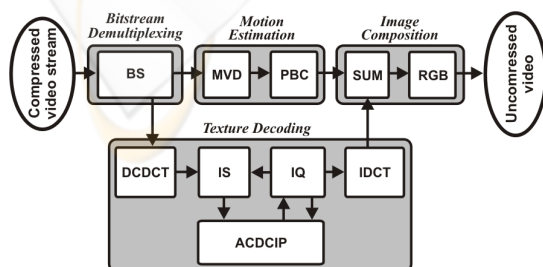 Bitstream
Demultiplexing
Motion
Estimation
Image
Composition
Compressed
video stream
BS
MVD
PBC
SUM
RGB
Uncomressed
video
Texture Decoding
DCDCT
IS
IQ
IDCT
ACDCIP